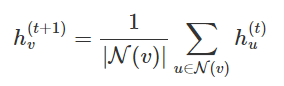 $h_v^{(t+1)} = \frac{1}{|\mathcal{N}(v)|} \sum_{u \in \mathcal{N}(v)} h_u^{(t)}$